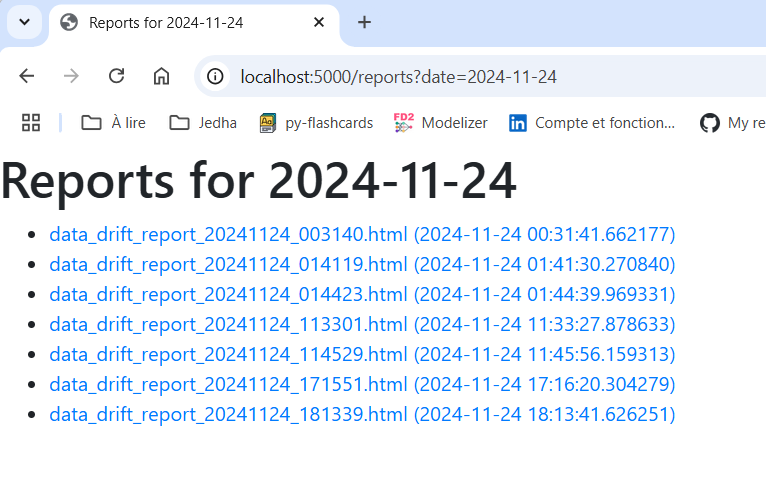 Reports for 2024-11-24
localhost:5000/reports?date=2024-11-24
À lire Jedha py-flashcards FD2 Modelizer in Compte et fonction... My re
Reports for 2024-11-24
data_drift_report_20241124_003140.html (2024-11-24 00:31:41.662177)
data_drift_report_20241124_014119.html (2024-11-24 01:41:30.270840)
data_drift_report_20241124_014423.html (2024-11-24 01:44:39.969331)
data_drift_report_20241124_113301.html (2024-11-24 11:33:27.878633)
data_drift_report_20241124_114529.html (2024-11-24 11:45:56.159313)
data_drift_report_20241124_171551.html (2024-11-24 17:16:20.304279)
data_drift_report_20241124_181339.html (2024-11-24 18:13:41.626251)